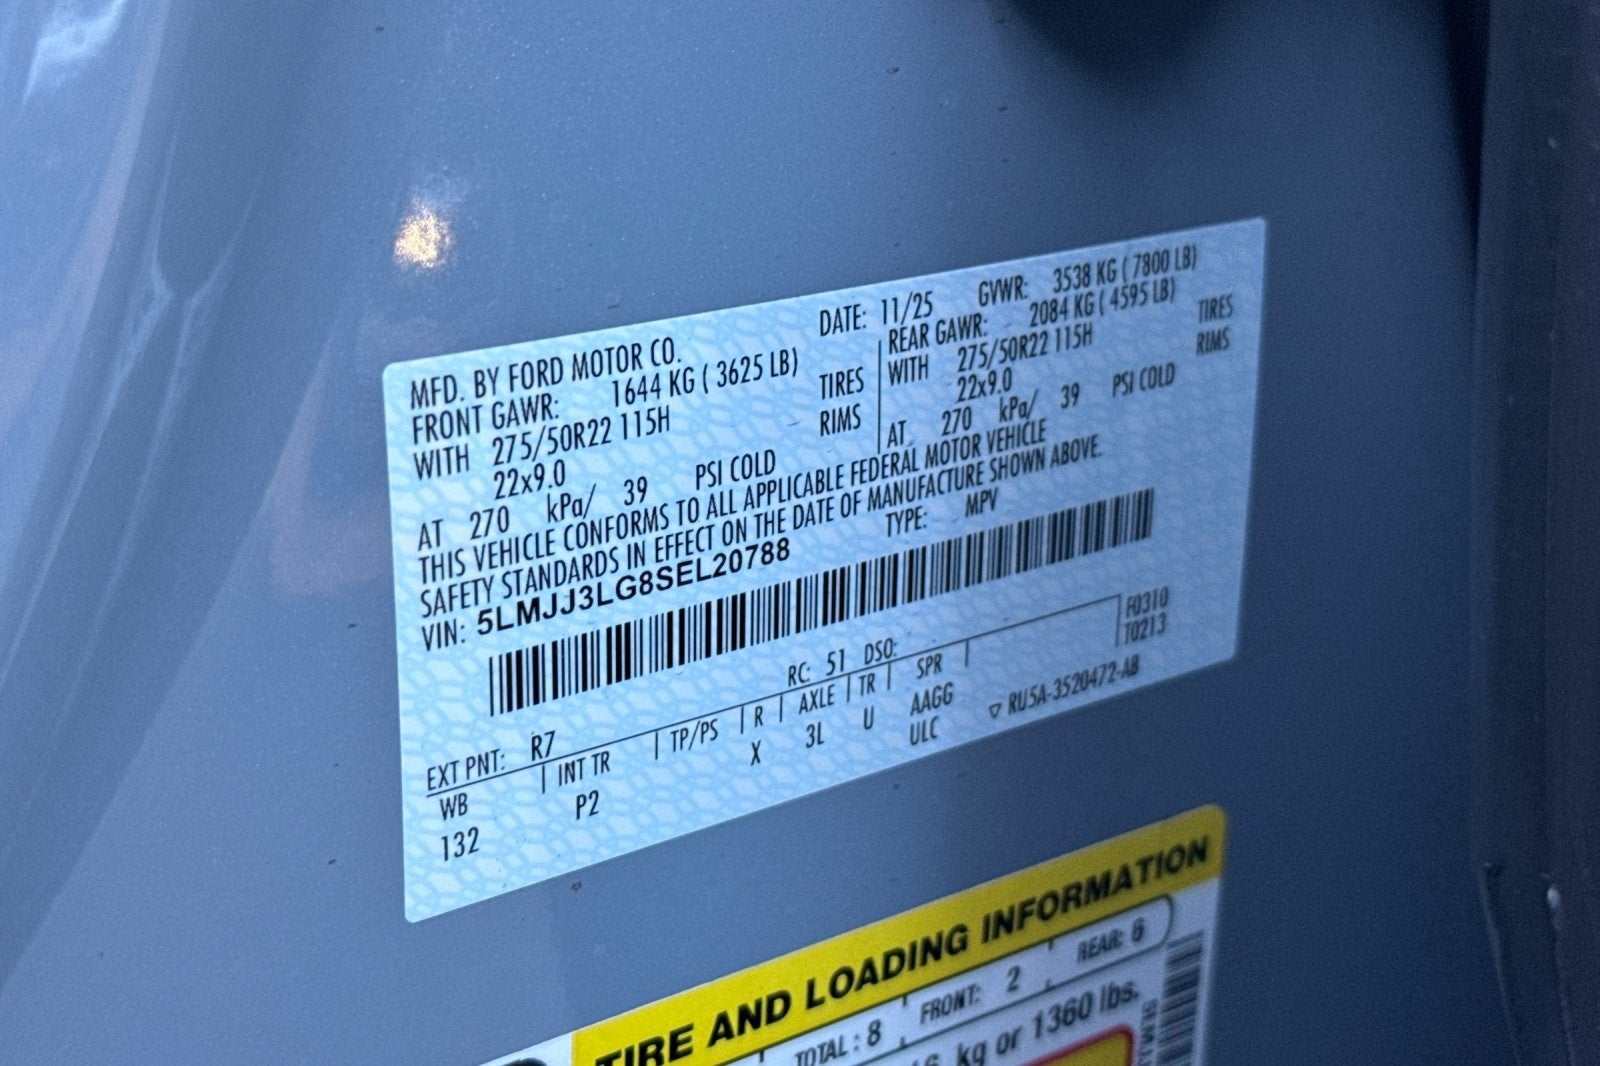 MFD. BY FORD MOTOR CO.
DATE: 11/25
GVWR: 3538 KG ( 7800 LB)
FRONT GAWR: 1644 KG ( 3625 LB)
REAR GAWR: 2084 KG ( 4595 LB)
WITH 275/50R22 115H TIRES
WITH 275/50R22 115H TIRES
22x9.0 RIMS
22x9.0 RIMS
AT 270 kPa/ 39 PSI COLD
AT 270 kPa/ 39 PSI COLD
THIS VEHICLE CONFORMS TO ALL APPLICABLE FEDERAL MOTOR VEHICLE
SAFETY STANDARDS IN EFFECT ON THE DATE OF MANUFACTURE SHOWN ABOVE.
VIN: 5LMJJ3LG8SEL20788
TYPE: MPV
F0310
T0213
EXT PNT: R7 RC: 51 DSO:
WB INT TR TP/PS R AXLE TR SPR
132 P2 X 3L U AAGG
ULC
▽ RU5A-3520472-AB
TIRE AND LOADING INFORMATION
TOTAL : 8 FRONT: 2 REAR: 6
kg or 1360 lbs.